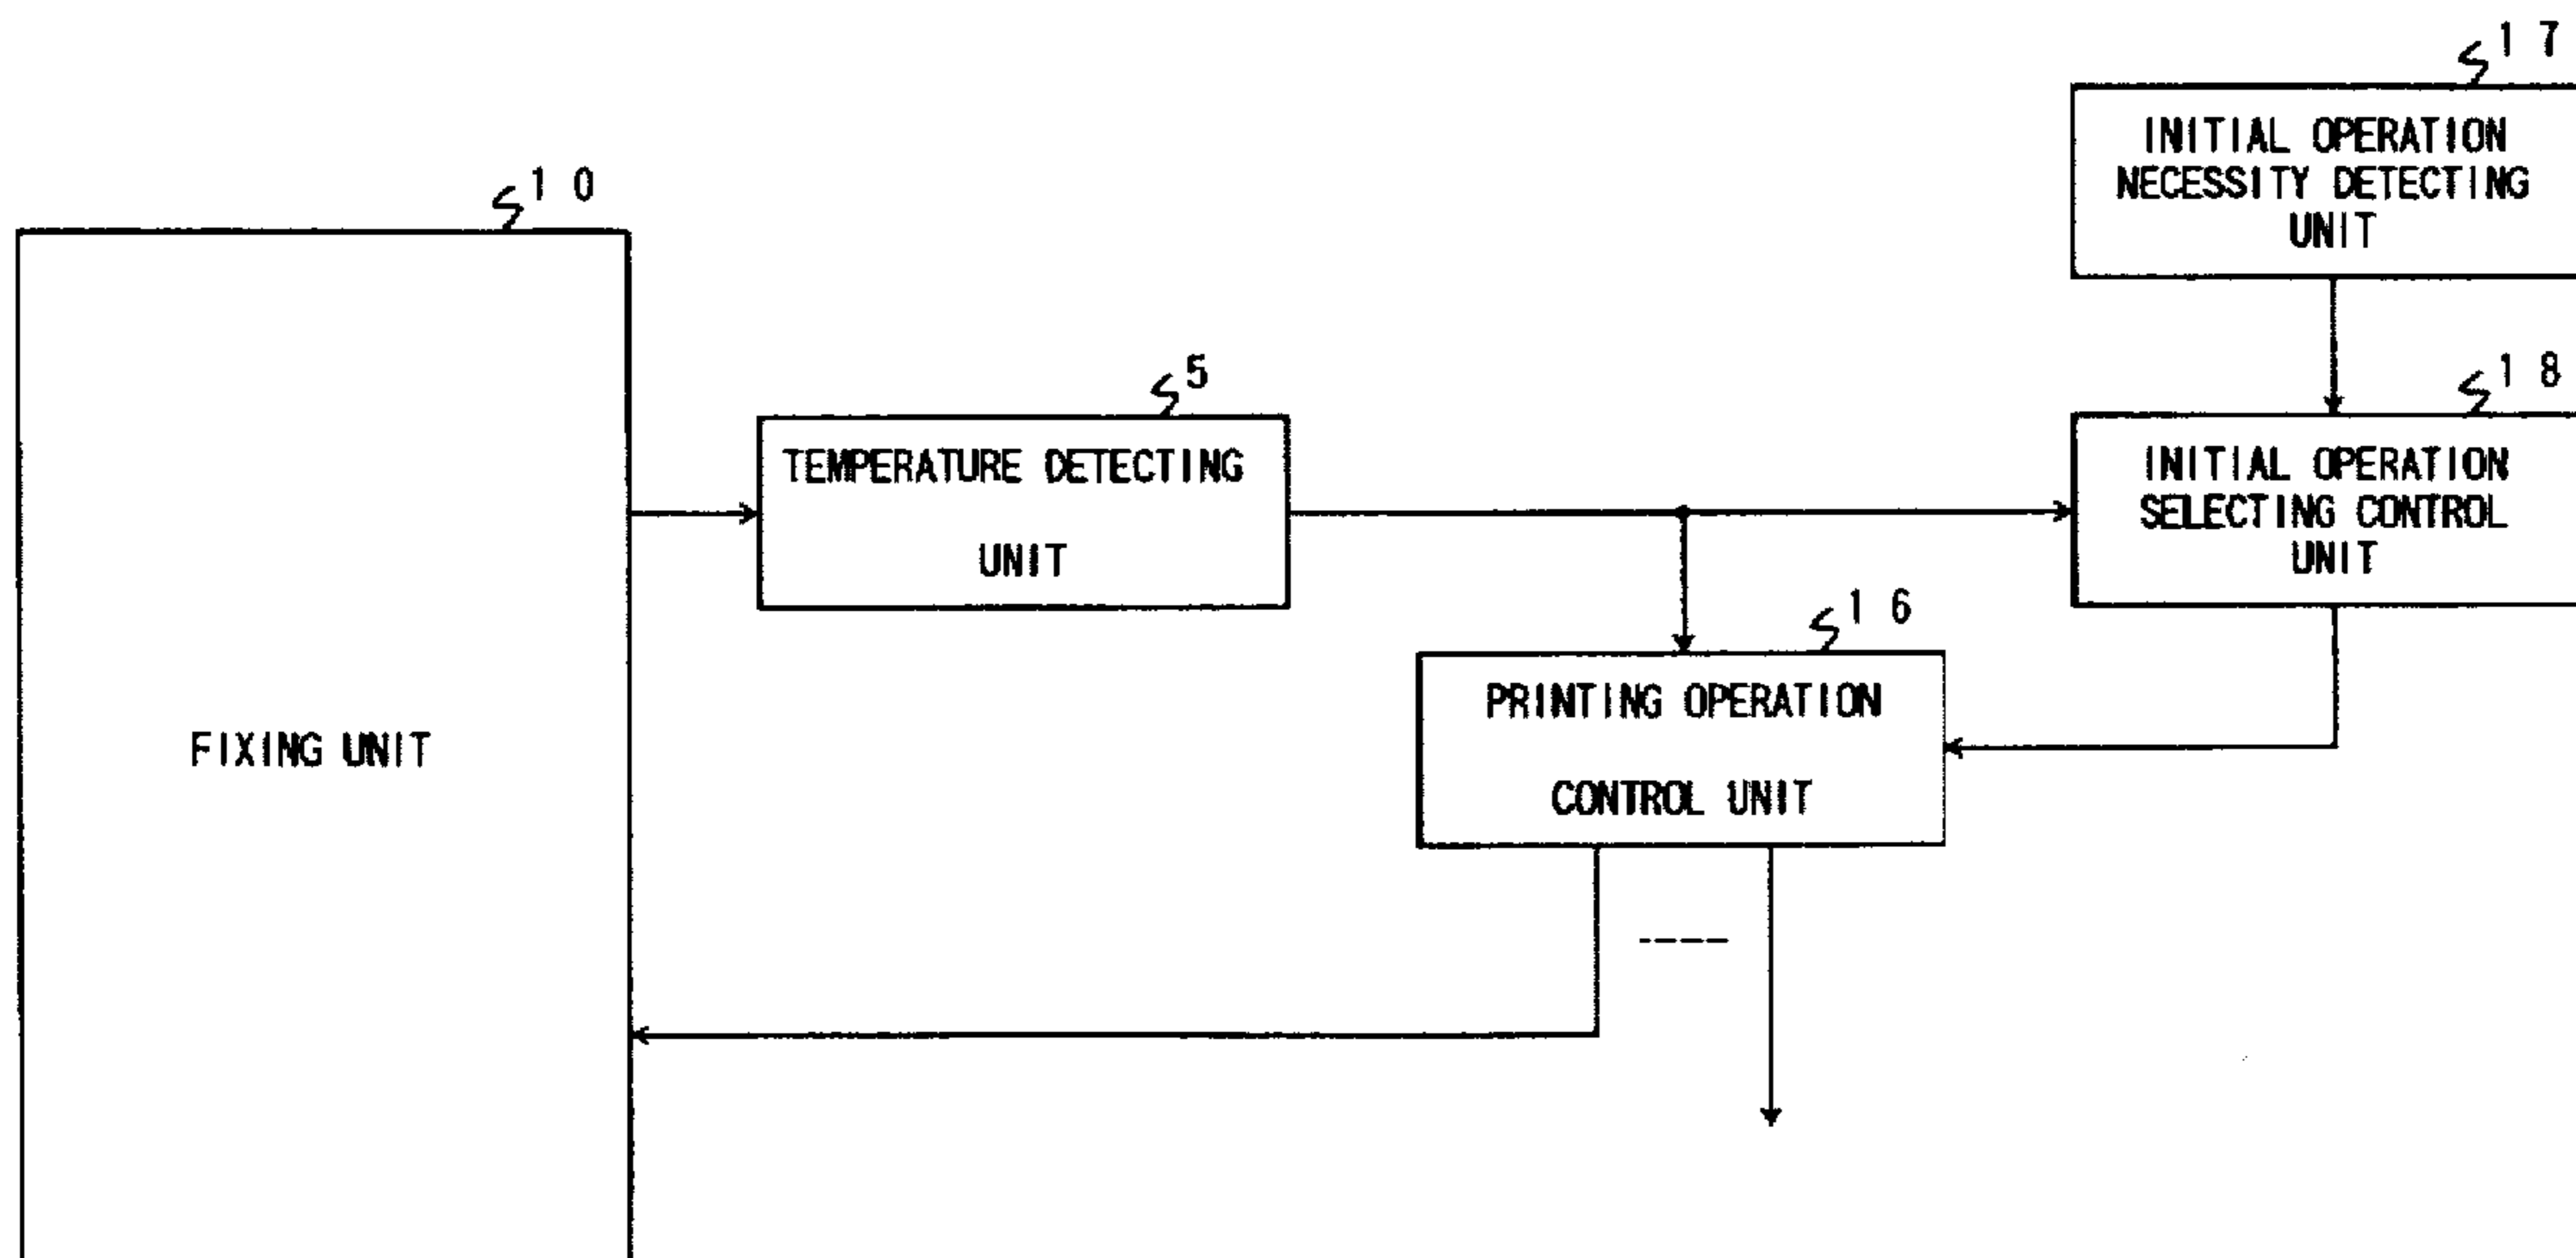 17
INITIAL OPERATION
NECESSITY DETECTING
UNIT
10
5
18
TEMPERATURE DETECTING
UNIT
INITIAL OPERATION
SELECTING CONTROL
UNIT
16
PRINTING OPERATION
CONTROL UNIT
FIXING UNIT